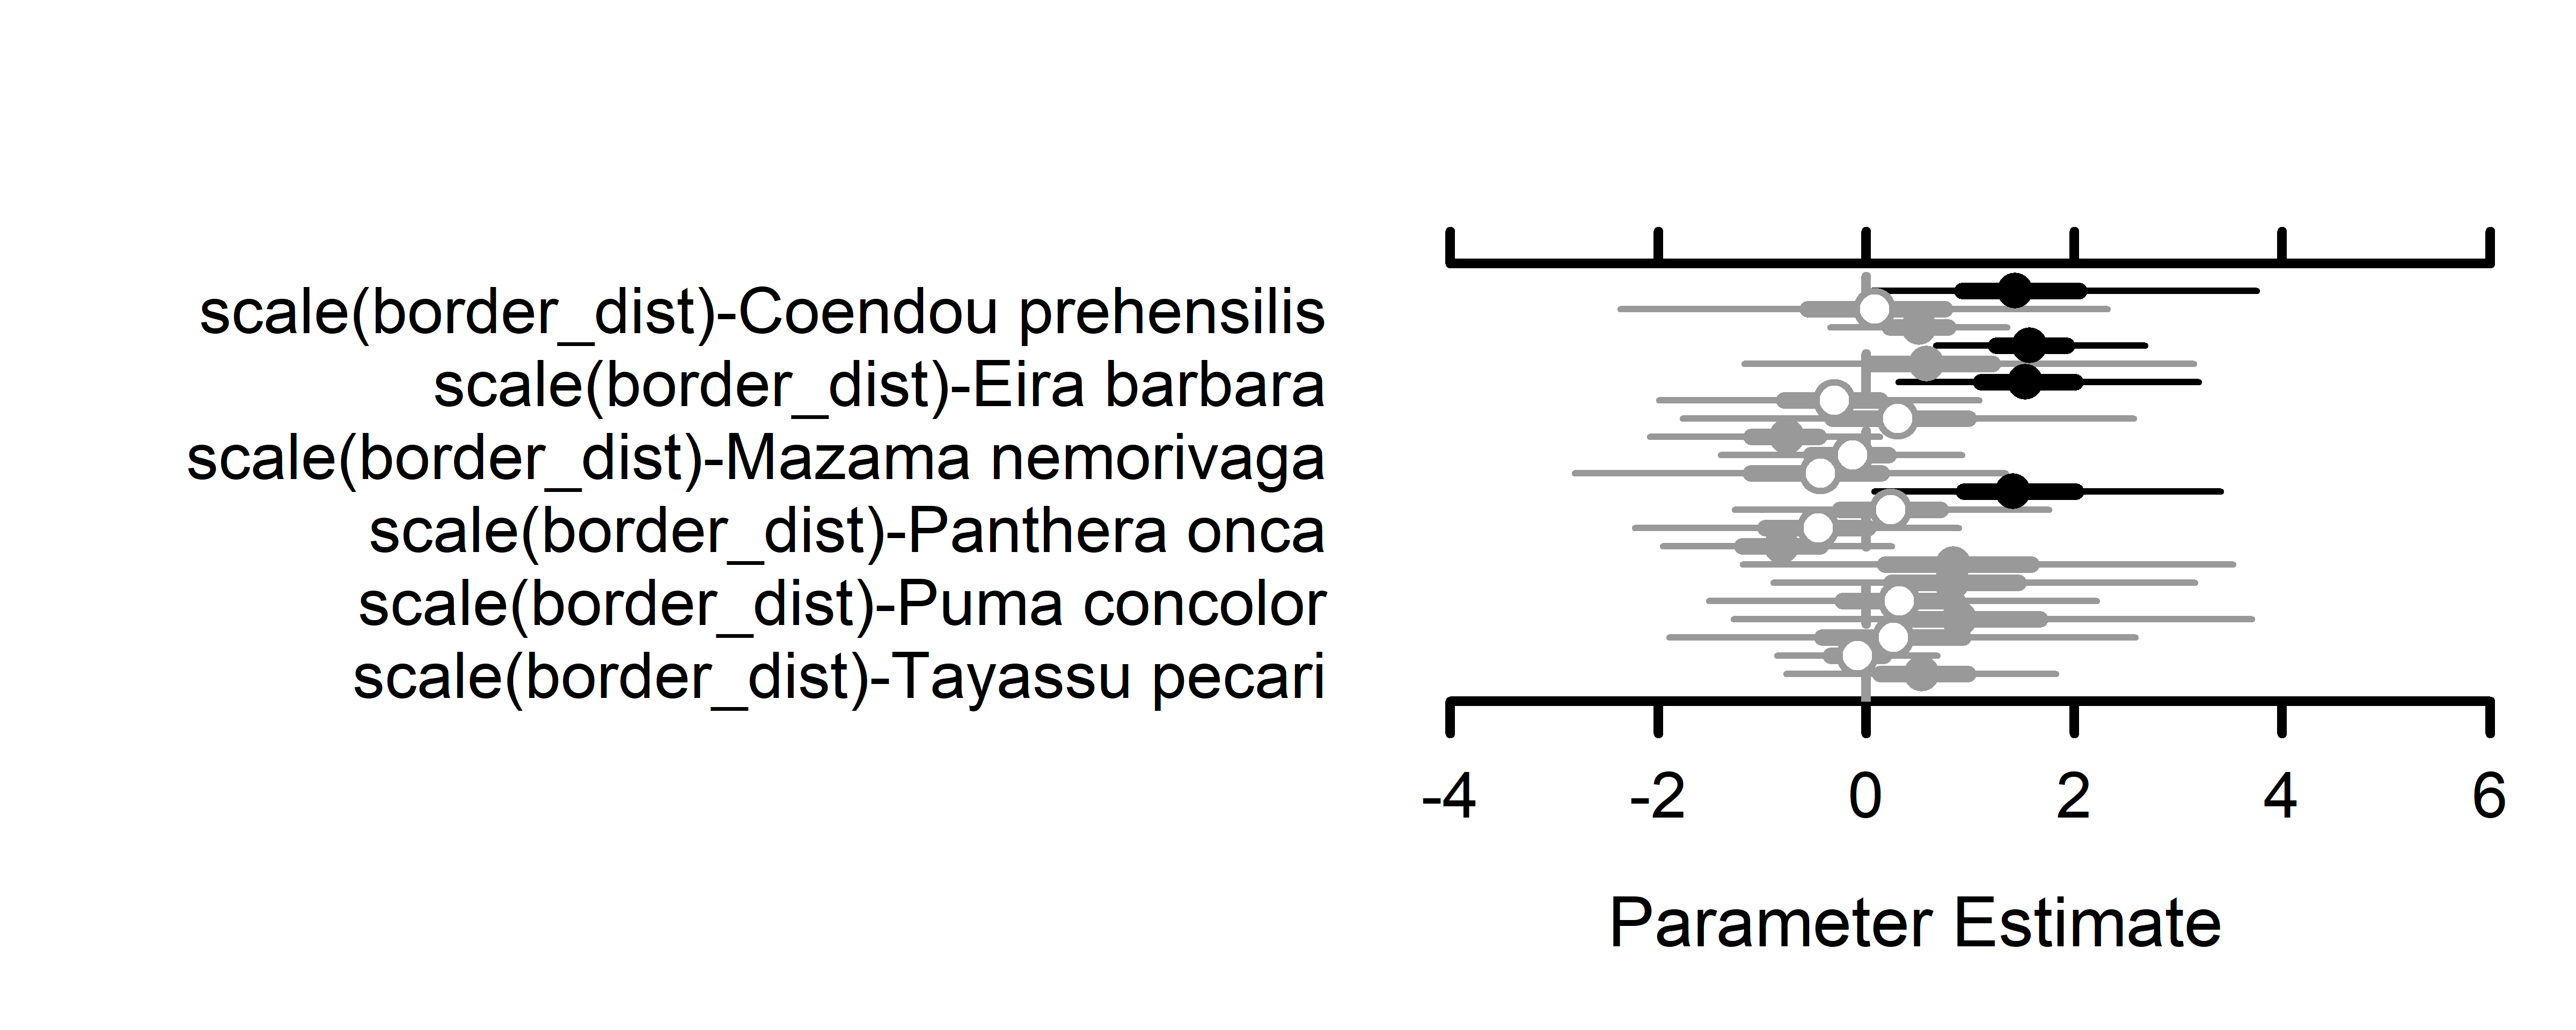 scale(border_dist)-Coendou prehensilis
scale(border_dist)-Eira barbara
scale(border_dist)-Mazama nemorivaga
scale(border_dist)-Panthera onca
scale(border_dist)-Puma concolor
scale(border_dist)-Tayassu pecari
-4 -2 0 2 4 6
Parameter Estimate